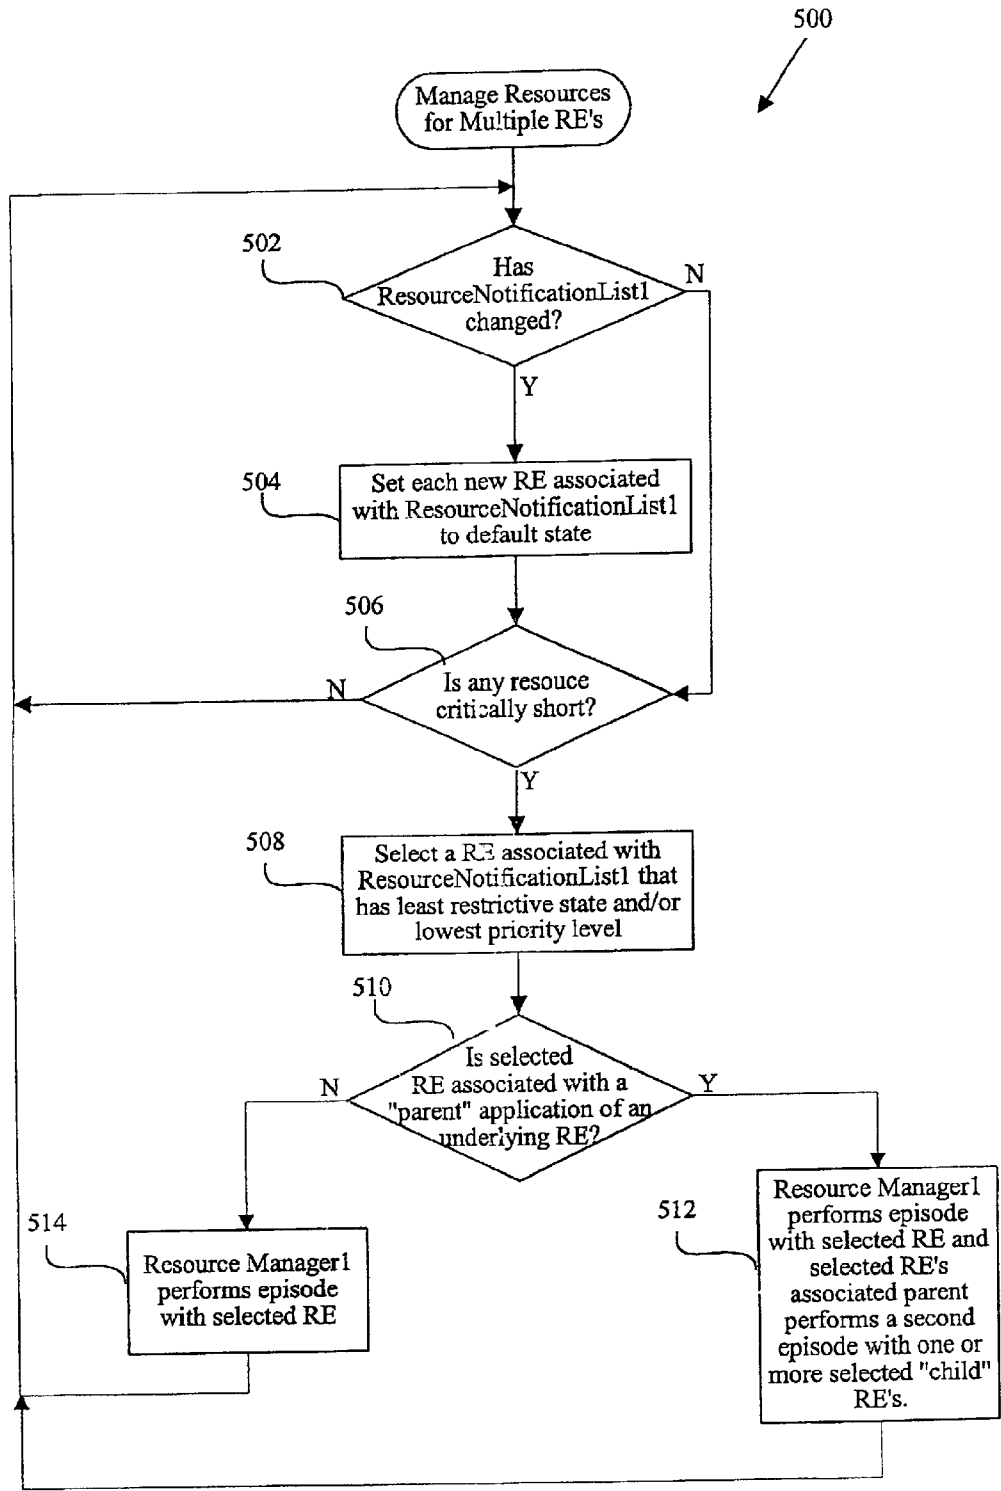 500
Manage Resources
for Multiple RE's
502
Has
ResourceNotificationList1
changed?
N
Y
504
Set each new RE associated
with ResourceNotificationList1
to default state
506
Is any resouce
critically short?
N
Y
508
Select a RE associated with
ResourceNotificationList1 that
has least restrictive state and/or
lowest priority level
510
Is selected
RE associated with a
"parent" application of an
underlying RE?
N
Y
514
Resource Manager1
performs episode
with selected RE
512
Resource Manager1
performs episode
with selected RE and
selected RE's
associated parent
performs a second
episode with one or
more selected "child"
RE's.